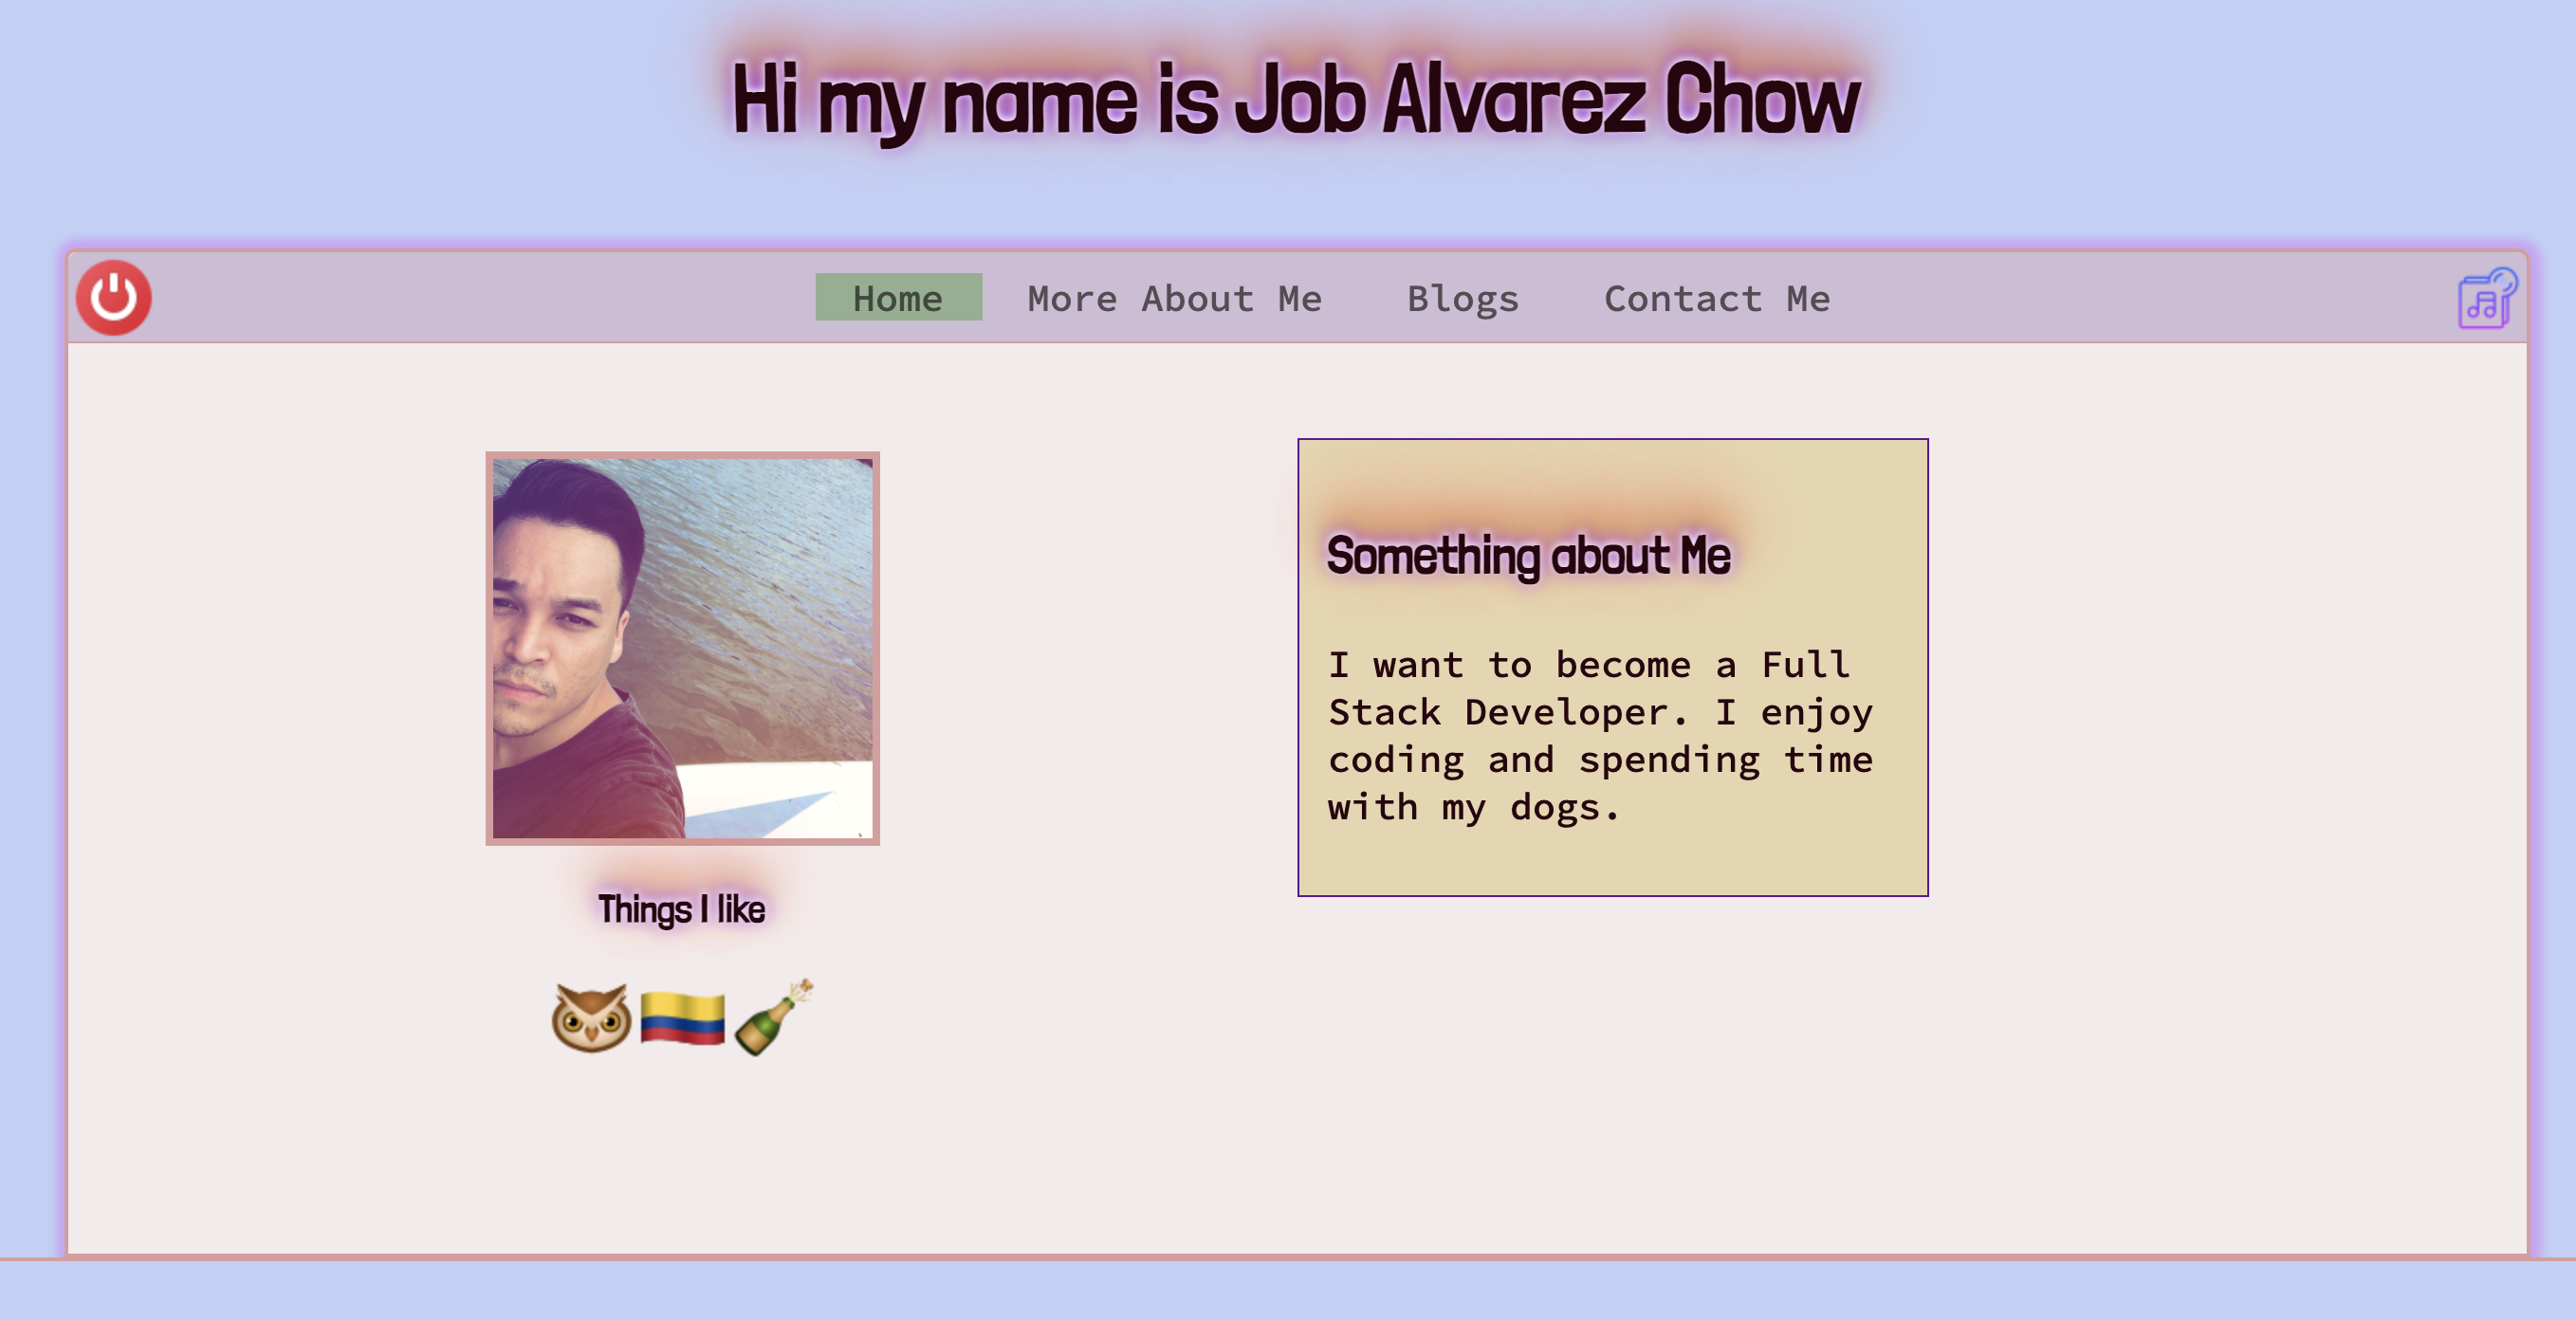 Hi my name is Job Alvarez Chow
Home More About Me Blogs Contact Me
Something about Me
I want to become a Full
Stack Developer. I enjoy
coding and spending time
with my dogs.
Things I like